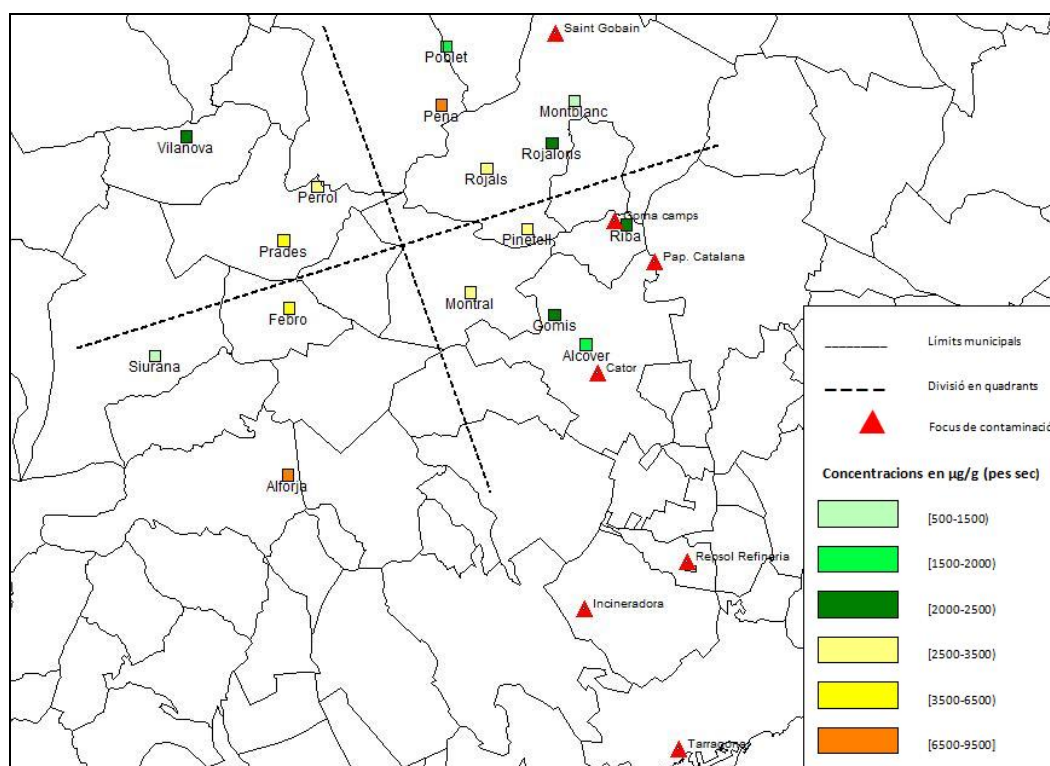 Saint Gobain
Poblet
Pena
Montblanc
Vilanova
Rojalons
Rojals
Perrol
Goma camps
Riba
Pinetell
Prades
Pap. Catalana
Montral
Febro
Gomis
Alcover
Siurana
Cator
Alforja
Repsol Refineria
Incineradora
Tarragona
Límits municipals
Divisió en quadrants
Focus de contaminació
Concentracions en µg/g (pes sec)
[500-1500)
[1500-2000)
[2000-2500)
[2500-3500)
[3500-6500)
[6500-9500]